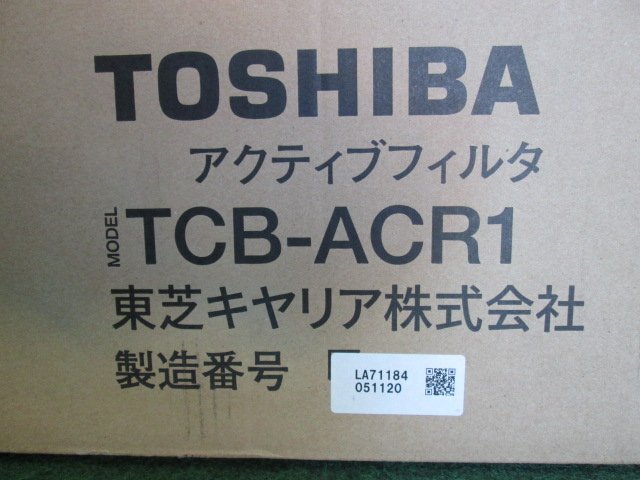 TOSHIBA
アクティブフィルタ
MODEL TCB-ACR1
東芝キヤリア株式会社
製造番号
LA71184
051120